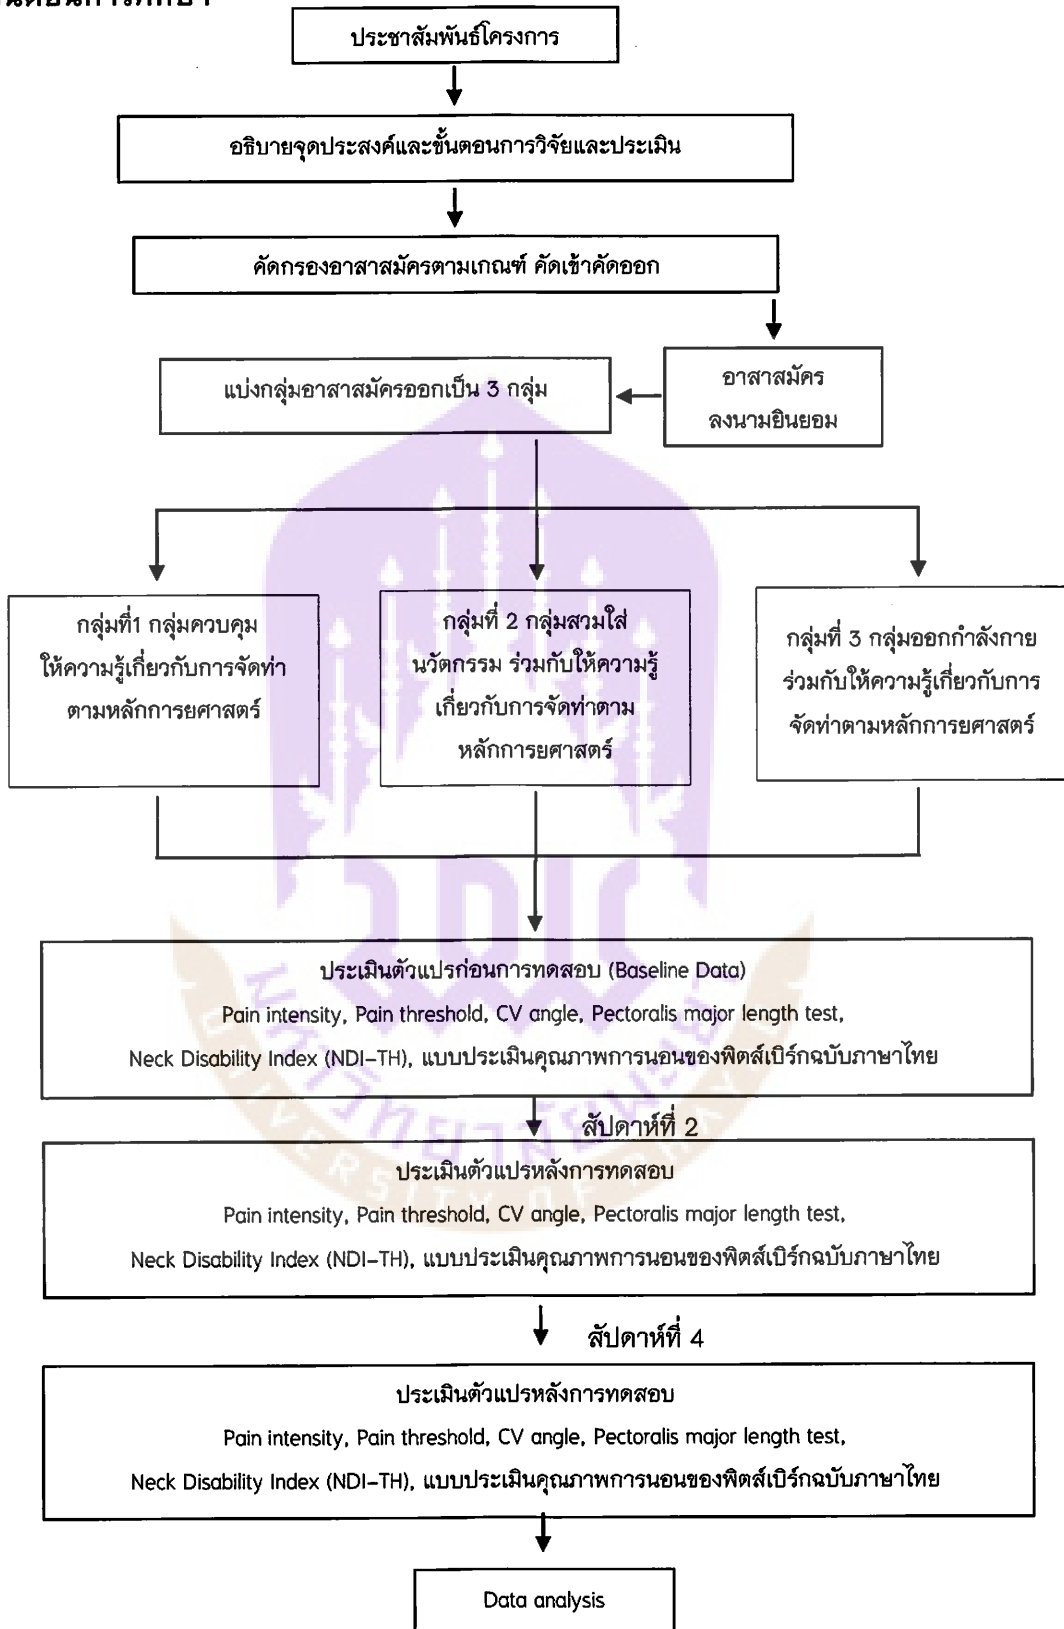 ประชาสัมพันธ์โครงการ
อธิบายจุดประสงค์และขั้นตอนการวิจัยและประเมิน
คัดกรองอาสาสมัครตามเกณฑ์ คัดเข้าคัดออก
อาสาสมัคร
ลงนามยินยอม
แบ่งกลุ่มอาสาสมัครออกเป็น 3 กลุ่ม
กลุ่มที่1 กลุ่มควบคุม
ให้ความรู้เกี่ยวกับการจัดท่า
ตามหลักการยศาสตร์
กลุ่มที่ 2 กลุ่มสวมใส่
นวัตกรรม ร่วมกับให้ความรู้
เกี่ยวกับการจัดท่าตาม
หลักการยศาสตร์
กลุ่มที่ 3 กลุ่มออกกำลังกาย
ร่วมกับให้ความรู้เกี่ยวกับการ
จัดท่าตามหลักการยศาสตร์
ประเมินตัวแปรก่อนการทดสอบ (Baseline Data)
Pain intensity, Pain threshold, CV angle, Pectoralis major length test,
Neck Disability Index (NDI-TH), แบบประเมินคุณภาพการนอนของพิตส์เบิร์กฉบับภาษาไทย
สัปดาห์ที่ 2
ประเมินตัวแปรหลังการทดสอบ
Pain intensity, Pain threshold, CV angle, Pectoralis major length test,
Neck Disability Index (NDI-TH), แบบประเมินคุณภาพการนอนของพิตส์เบิร์กฉบับภาษาไทย
สัปดาห์ที่ 4
ประเมินตัวแปรหลังการทดสอบ
Pain intensity, Pain threshold, CV angle, Pectoralis major length test,
Neck Disability Index (NDI-TH), แบบประเมินคุณภาพการนอนของพิตส์เบิร์กฉบับภาษาไทย
Data analysis
มหาวิทยาลัยพะเยา
UNIVERSITY OF PHAYAO